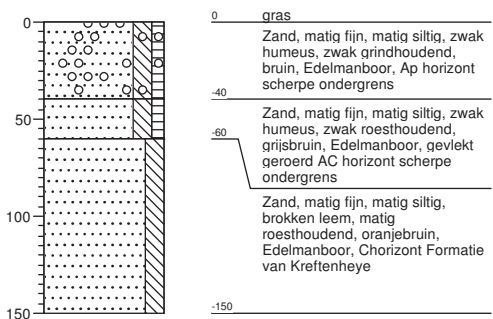 0
50
100
150
0 gras
Zand, matig fijn, matig siltig, zwak
humeus, zwak grindhoudend,
bruin, Edelmanboor, Ap horizont
scherpe ondergrens
-40
Zand, matig fijn, matig siltig, zwak
humeus, zwak roesthoudend,
grijsbruin, Edelmanboor, gevlekt
geroerd AC horizont scherpe
ondergrens
-60
Zand, matig fijn, matig siltig,
brokken leem, matig
roesthoudend, oranjebruin,
Edelmanboor, Chorizont Formatie
van Kreftenheye
-150